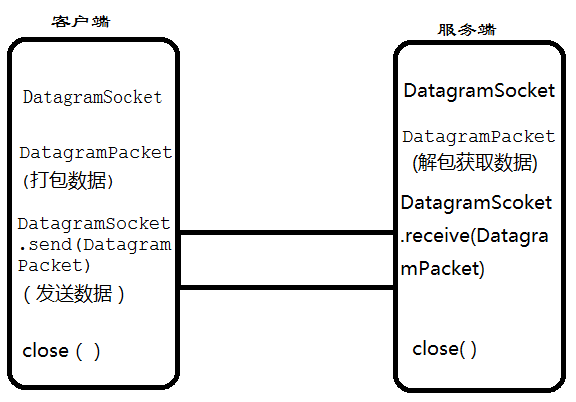 客户端
DatagramSocket
DatagramPacket
(打包数据)
DatagramSocket
.send(Datagram
Packet)
( 发送数据 )
close ( )
服务端
DatagramSocket
DatagramPacket
(解包获取数据)
DatagramScoket
.receive(Datagra
mPacket)
close( )